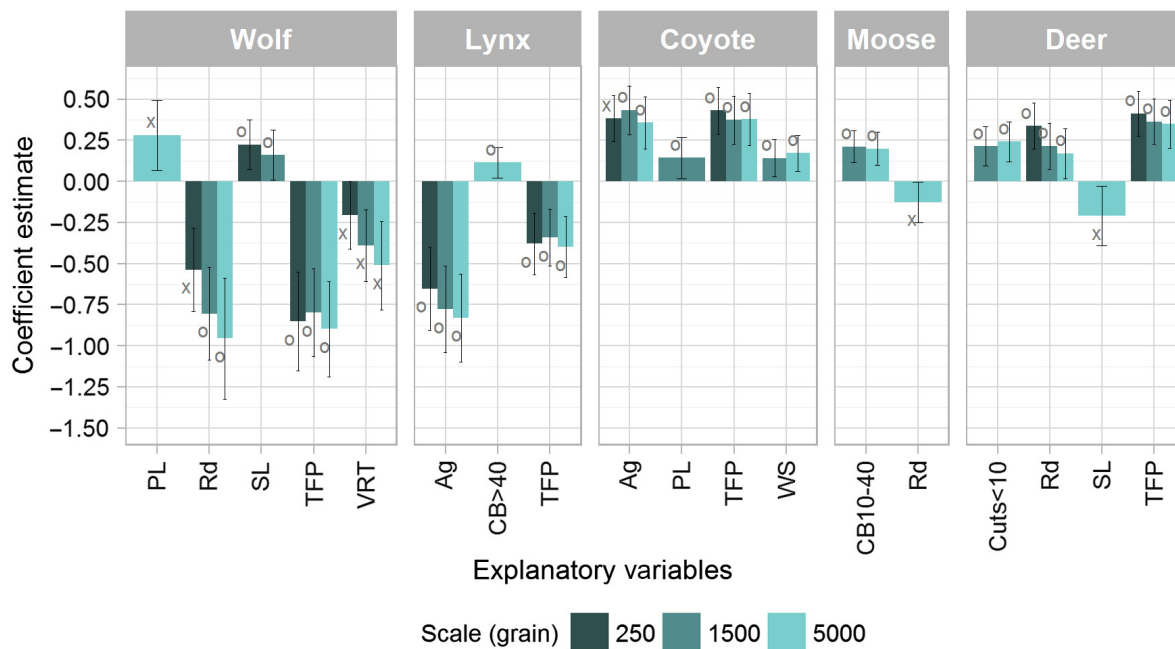 Wolf Lynx Coyote Moose Deer
Coefficient estimate
0.50
0.25
0.00
−0.25
−0.50
−0.75
−1.00
−1.25
−1.50
x x o o o o o o o x x x
o o o o o o o
x o o o o o o o o
o o x
o o o o o x o o o
PL Rd SL TFP VRT Ag CB>40 TFP Ag PL TFP WS CB10-40 Rd Cuts<10 Rd SL TFP
Explanatory variables
Scale (grain) 250 1500 5000